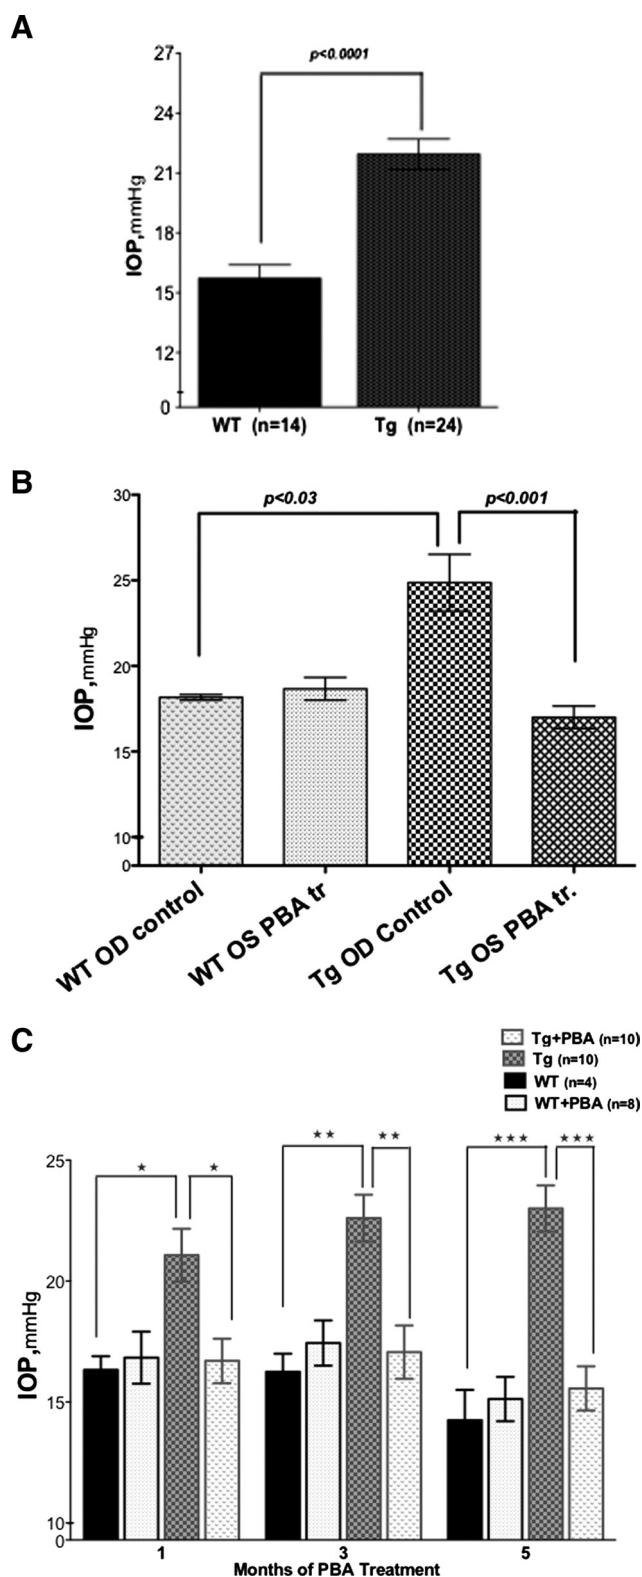 A
p<0.0001
27
24
21
18
15
12
0
IOP,mmHg
WT (n=14)
Tg (n=24)
B
p<0.03
p<0.001
30
25
20
15
10
0
IOP,mmHg
WT OD control
WT OS PBA tr
Tg OD Control
Tg OS PBA tr.
C
Tg+PBA (n=10)
Tg (n=10)
WT (n=4)
WT+PBA (n=8)
★
★
★★
★★
★★★
★★★
25
20
15
10
0
IOP,mmHg
1
3
5
Months of PBA Treatment